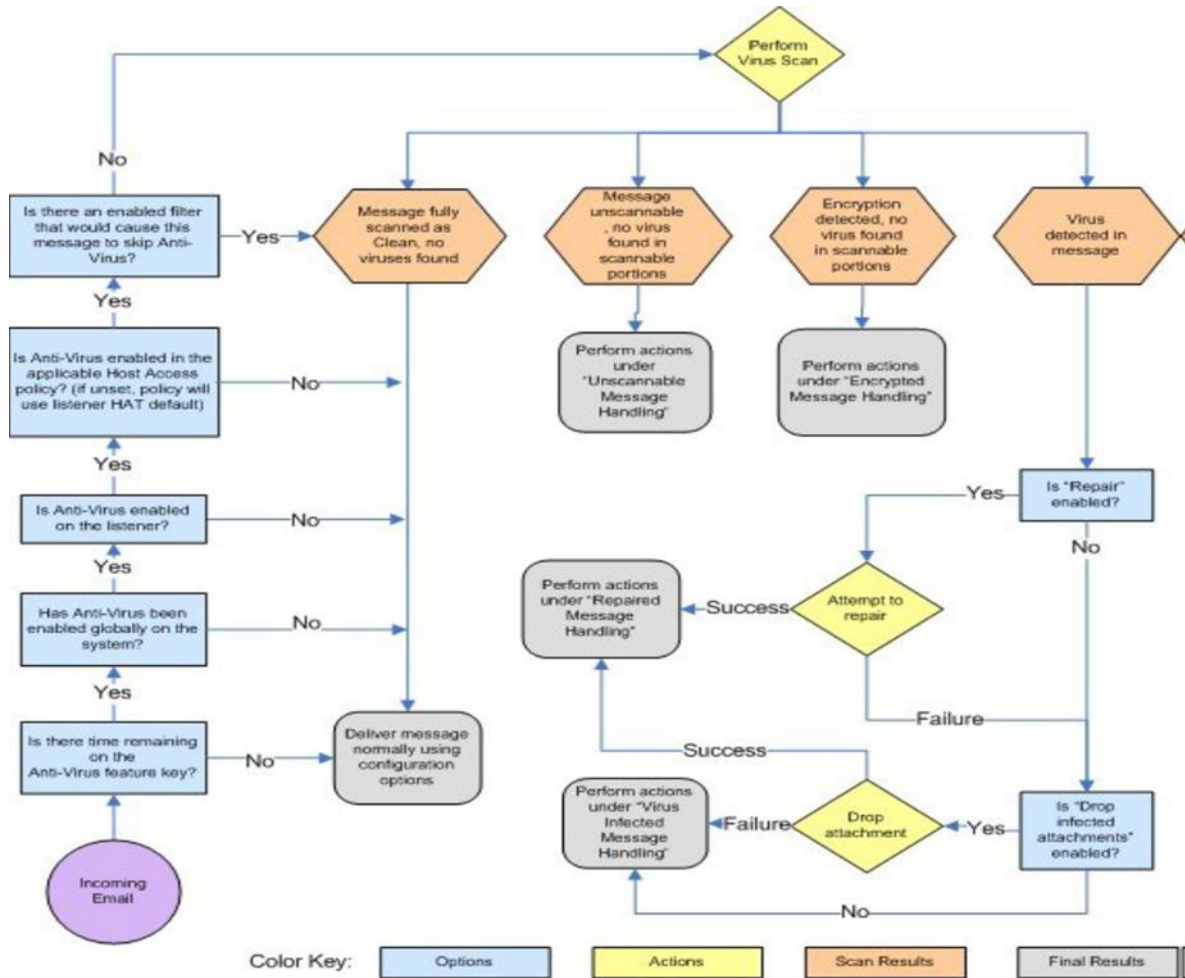 Perform
Virus Scan
No
Is there an enabled filter
that would cause this
message to skip Anti-
Virus?
Yes
Message fully
scanned as
Clean, no
viruses found
Message
unscannable
, no virus
found in
scannable
portions
Encryption
detected, no
virus found
in scannable
portions
Virus
detected in
message
Yes
Is Anti-Virus enabled in the
applicable Host Access
policy? (if unset, policy will
use listener HAT default)
No
Perform actions
under
"Unscannable
Message
Handling"
Perform actions
under "Encrypted
Message Handling"
Yes
Is Anti-Virus enabled
on the listener?
No
Yes
Is "Repair"
enabled?
No
Yes
Has Anti-Virus been
enabled globally on the
system?
No
Perform actions
under "Repaired
Message
Handling"
Success
Attempt to
repair
Yes
Failure
Is there time remaining
on the
Anti-Virus feature key?
No
Deliver message
normally using
configuration
options
Success
Perform actions
under "Virus
Infected
Message
Handling"
Failure
Drop
attachment
Yes
Is "Drop
infected
attachments"
enabled?
No
Incoming
Email
Color Key:
Options
Actions
Scan Results
Final Results